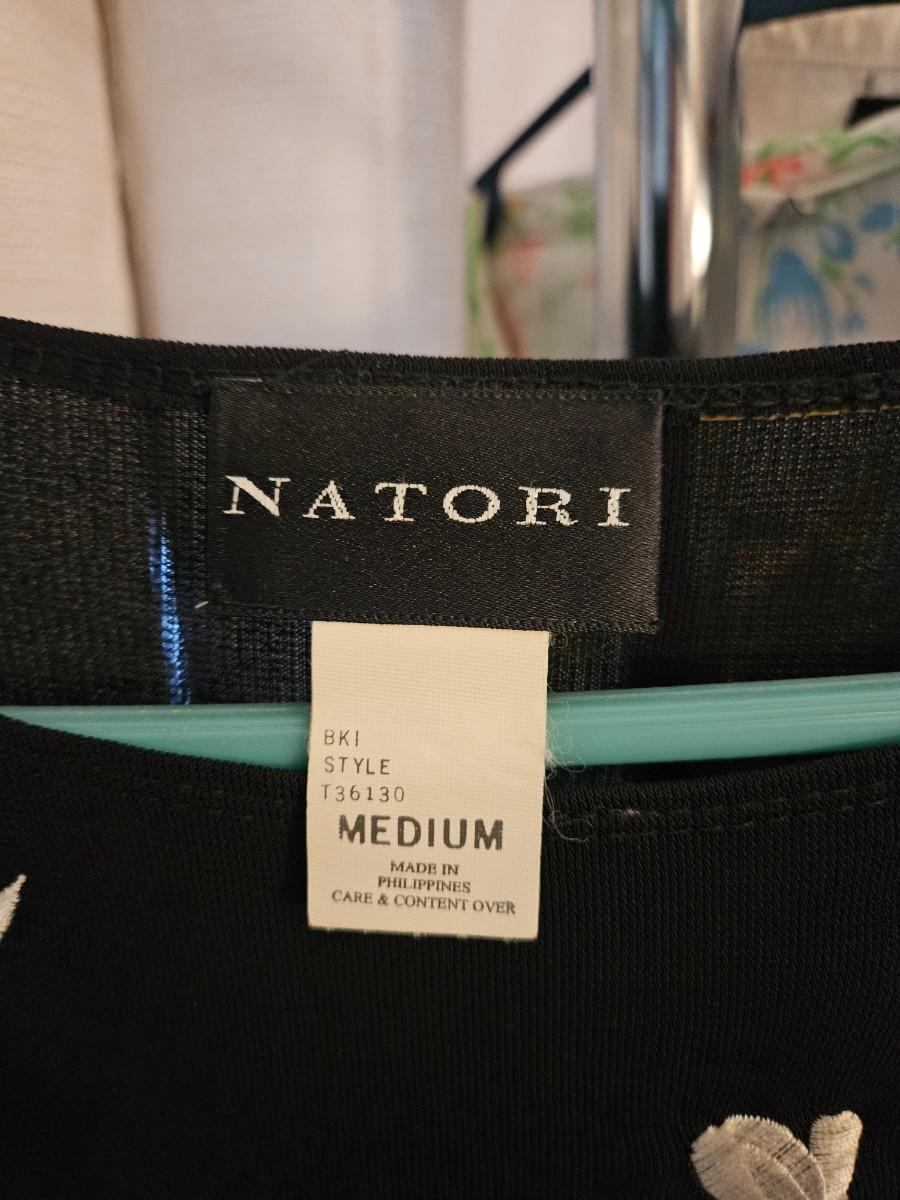 NATORI
BKI
STYLE
T36130
MEDIUM
MADE IN
PHILIPPINES
CARE & CONTENT OVER